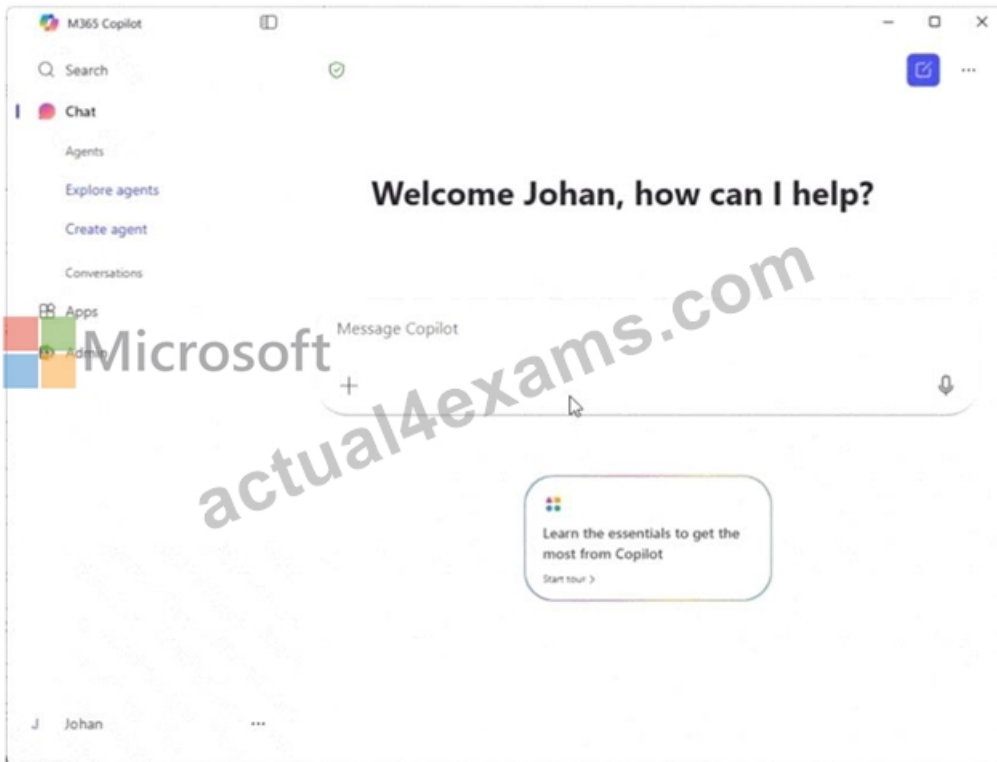 M365 Copilot
Search
Chat
Agents
Explore agents
Create agent
Conversations
Apps
Admin
Microsoft
Welcome Johan, how can I help?
Message Copilot
actual4exams.com
Learn the essentials to get the
most from Copilot
Start tour >
J Johan